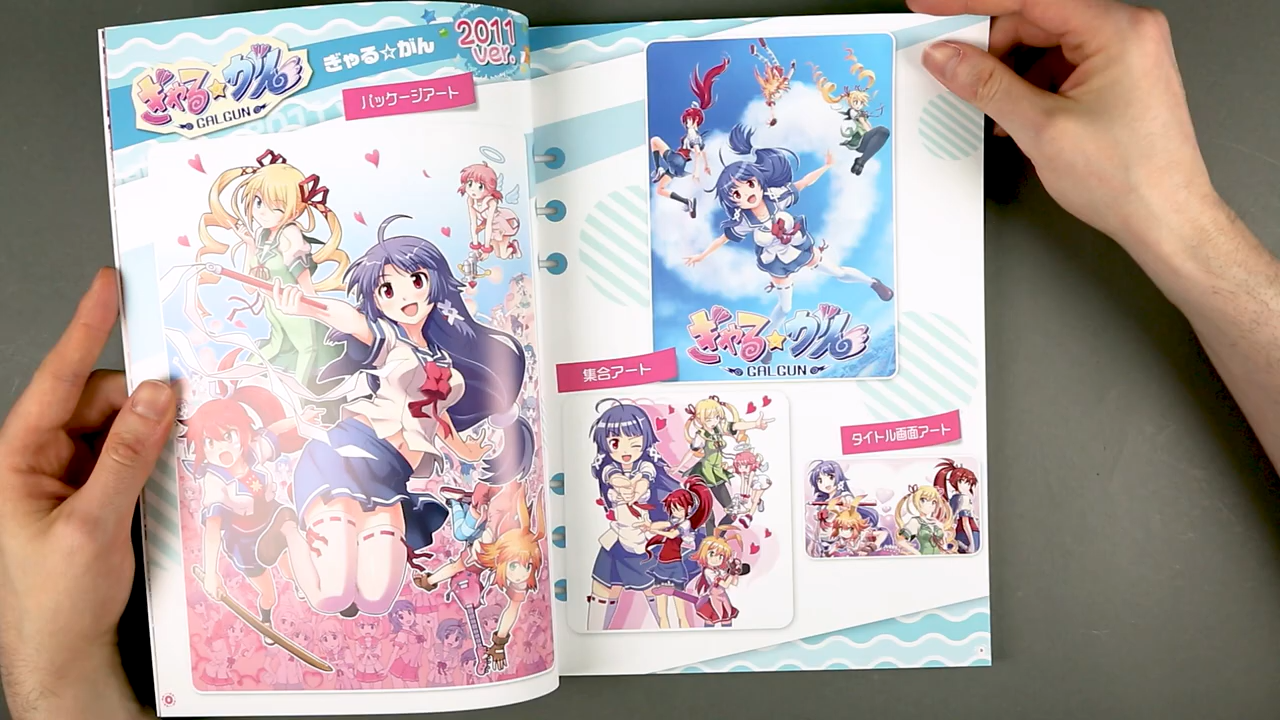 ぎゃる☆がん
GALGUN
ぎゃる☆がん
2011
ver.
パッケージアート
ぎゃる☆がん
GALGUN
集合アート
タイトル画面アート